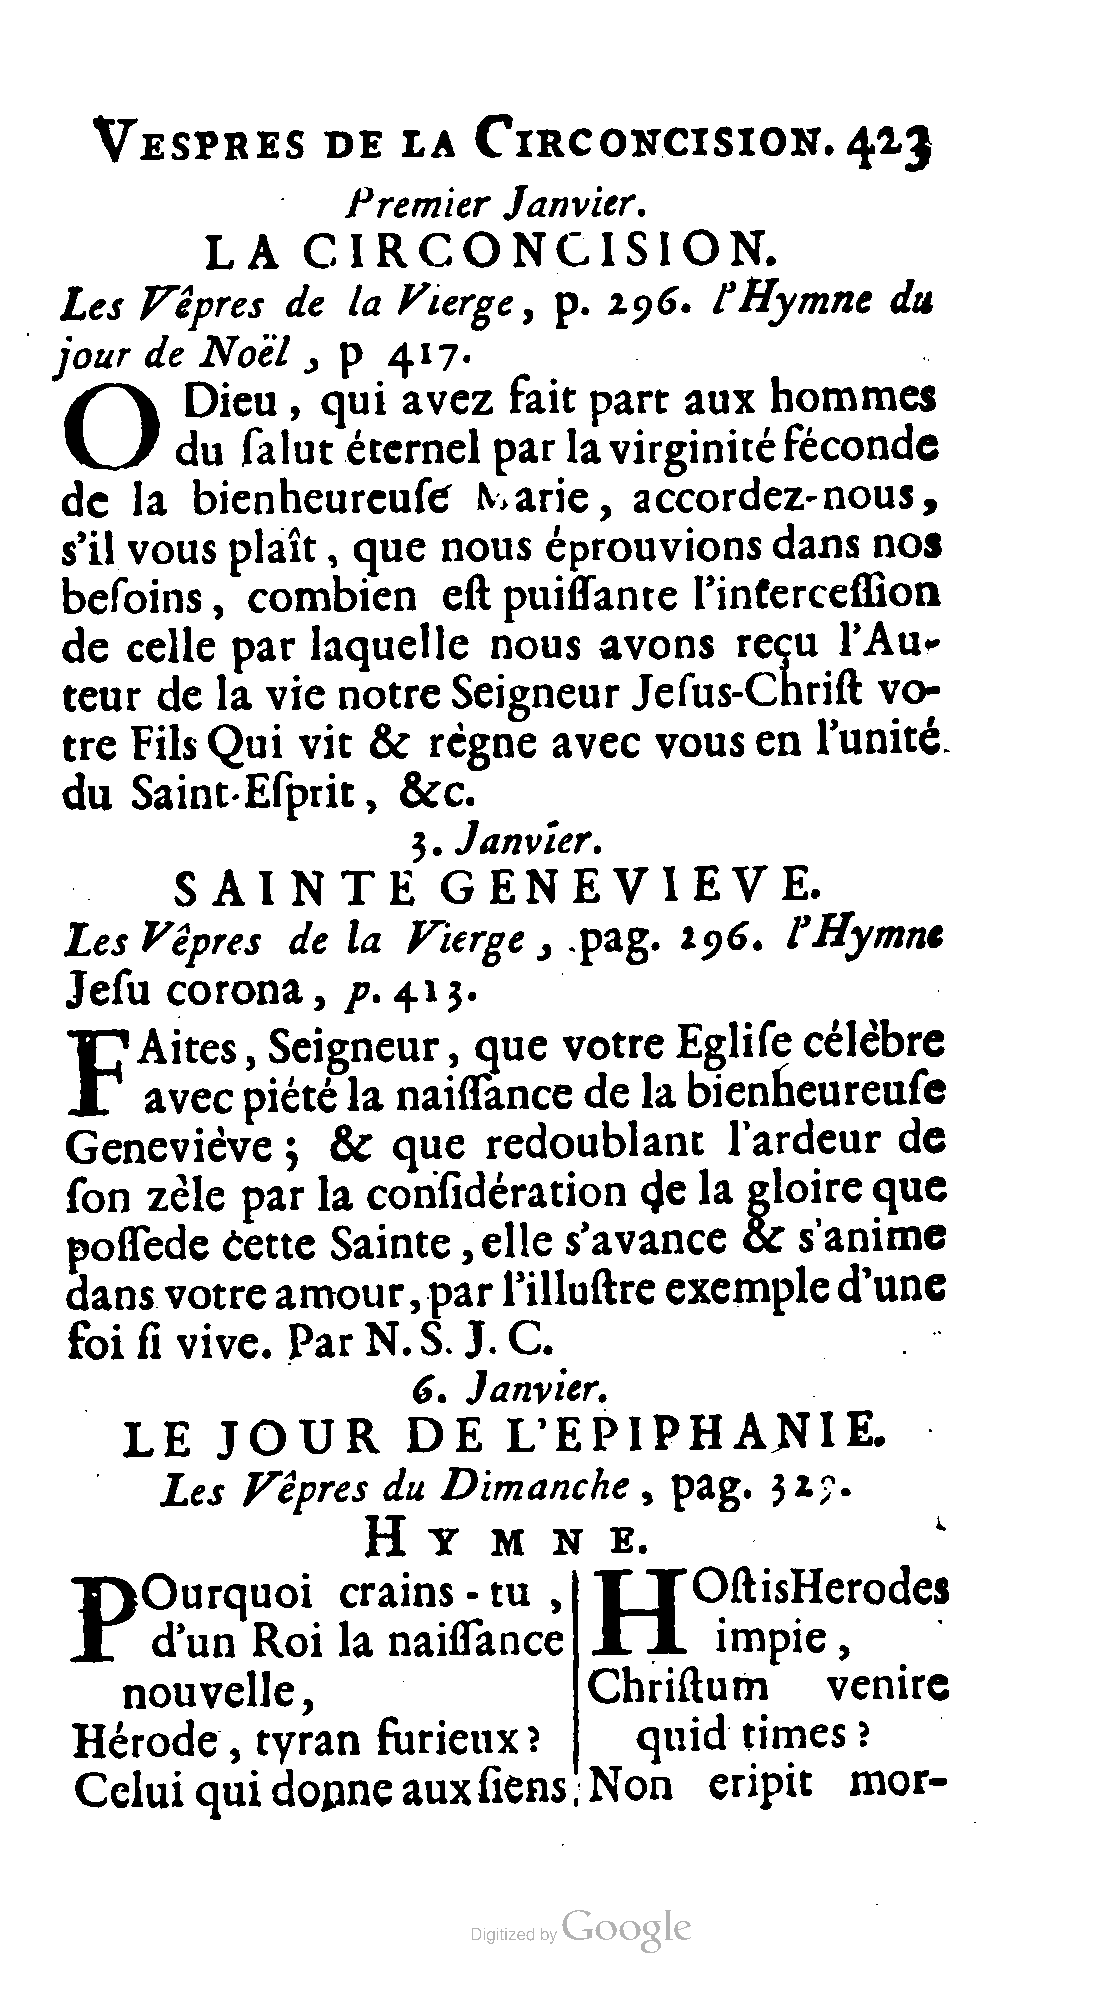 VESPRES DE LA CIRCONCISION. 423
Premier Janvier.
LA CIRCONCISION.
Les Vêpres de la Vierge, p. 296. l'Hymne du
jour de Noël, p 417.
O Dieu, qui avez fait part aux hommes
du ſalut éternel par la virginité féconde
de la bienheureuſe Marie, accordez-nous,
s'il vous plaît, que nous éprouvions dans nos
beſoins, combien eſt puiſſante l'interceſſion
de celle par laquelle nous avons reçu l'Au-
teur de la vie notre Seigneur Jeſus-Chriſt vo-
tre Fils Qui vit & règne avec vous en l'unité
du Saint-Eſprit, &c.
3. Janvier.
SAINTE GENEVIEVE.
Les Vêpres de la Vierge, pag. 196. l'Hymne
Jeſu corona, p. 413.
FAites, Seigneur, que votre Egliſe célèbre
avec piété la naiſſance de la bienheureuſe
Geneviève; & que redoublant l'ardeur de
ſon zèle par la conſidération de la gloire que
poſſede cette Sainte, elle s'avance & s'anime
dans votre amour, par l'illuſtre exemple d'une
foi ſi vive. Par N. S. J. C.
6. Janvier.
LE JOUR DE L'EPIPHANIE.
Les Vêpres du Dimanche, pag.
HYMNE.
POurquoi crains-tu,
d'un Roi la naiſſance
nouvelle,
Hérode, tyran furieux?
Celui qui donne aux ſiens
HOſtis Herodes
impie,
Chriſtum venire
quid times?
Non eripit mor-
Digitized by Google